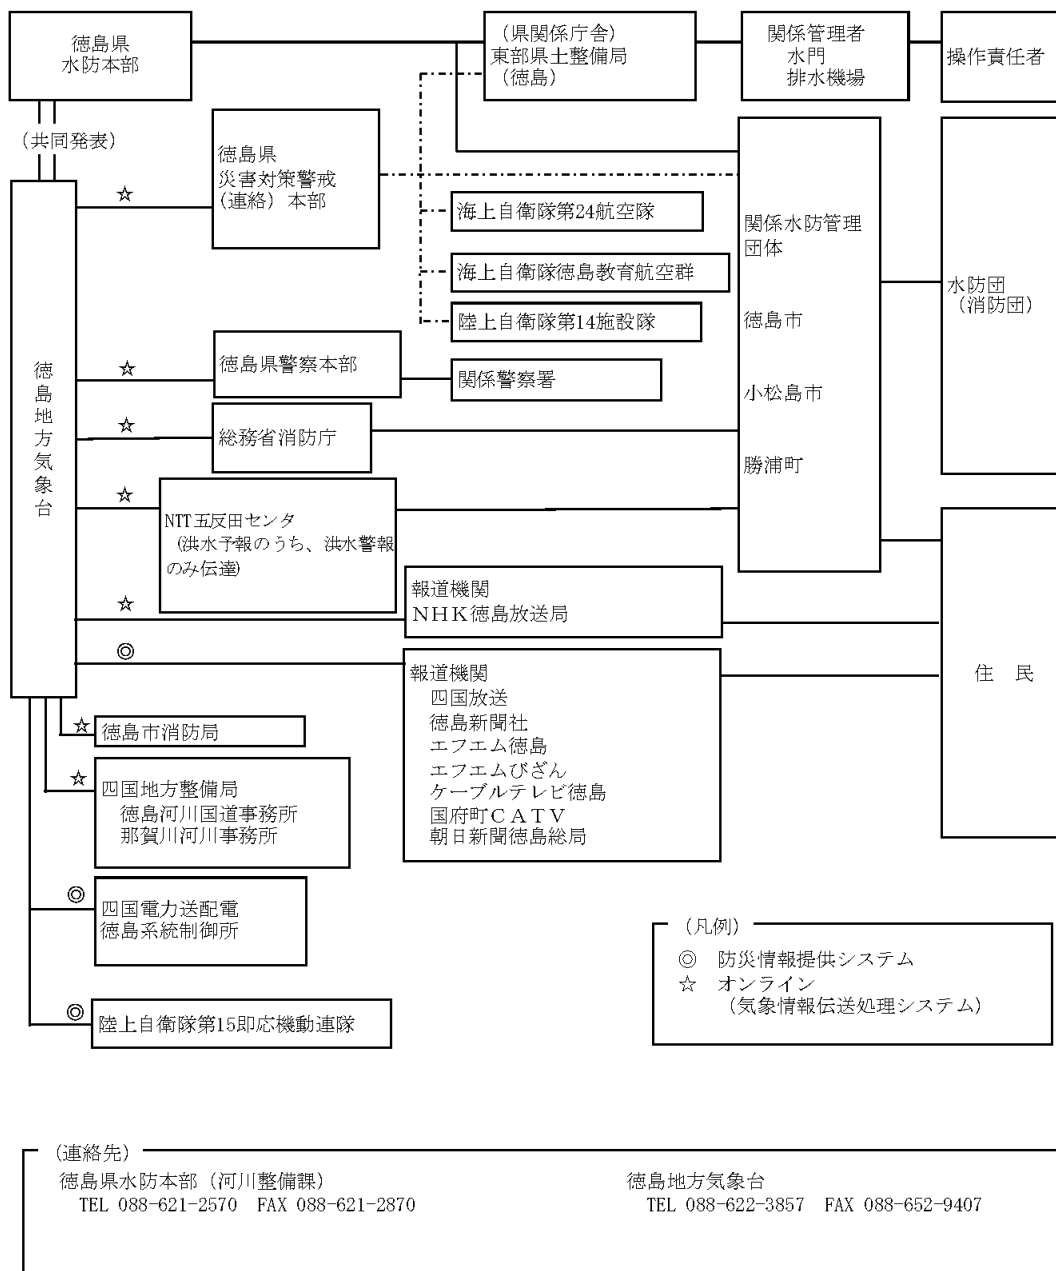 徳島県
水防本部
(県関係庁舎)
東部県土整備局
(徳島)
関係管理者
水門
排水機場
操作責任者
(共同発表)
☆
徳島県
災害対策警戒
(連絡)本部
海上自衛隊第24航空隊
海上自衛隊徳島教育航空群
陸上自衛隊第14施設隊
関係水防管理
団体
徳島市
小松島市
勝浦町
水防団
(消防団)
徳島地方気象台
☆
徳島県警察本部
関係警察署
☆
総務省消防庁
☆
NTT五反田センタ
(洪水予報のうち、洪水警報
のみ伝達)
☆
報道機関
NHK徳島放送局
◎
報道機関
四国放送
徳島新聞社
エフエム徳島
エフエムびざん
ケーブルテレビ徳島
国府町CATV
朝日新聞徳島総局
住 民
☆
徳島市消防局
☆
四国地方整備局
徳島河川国道事務所
那賀川河川事務所
◎
四国電力送配電
徳島系統制御所
◎
陸上自衛隊第15即応機動連隊
(凡例)
◎ 防災情報提供システム
☆ オンライン
(気象情報伝送処理システム)
(連絡先)
徳島県水防本部(河川整備課)
TEL 088-621-2570 FAX 088-621-2870
徳島地方気象台
TEL 088-622-3857 FAX 088-652-9407